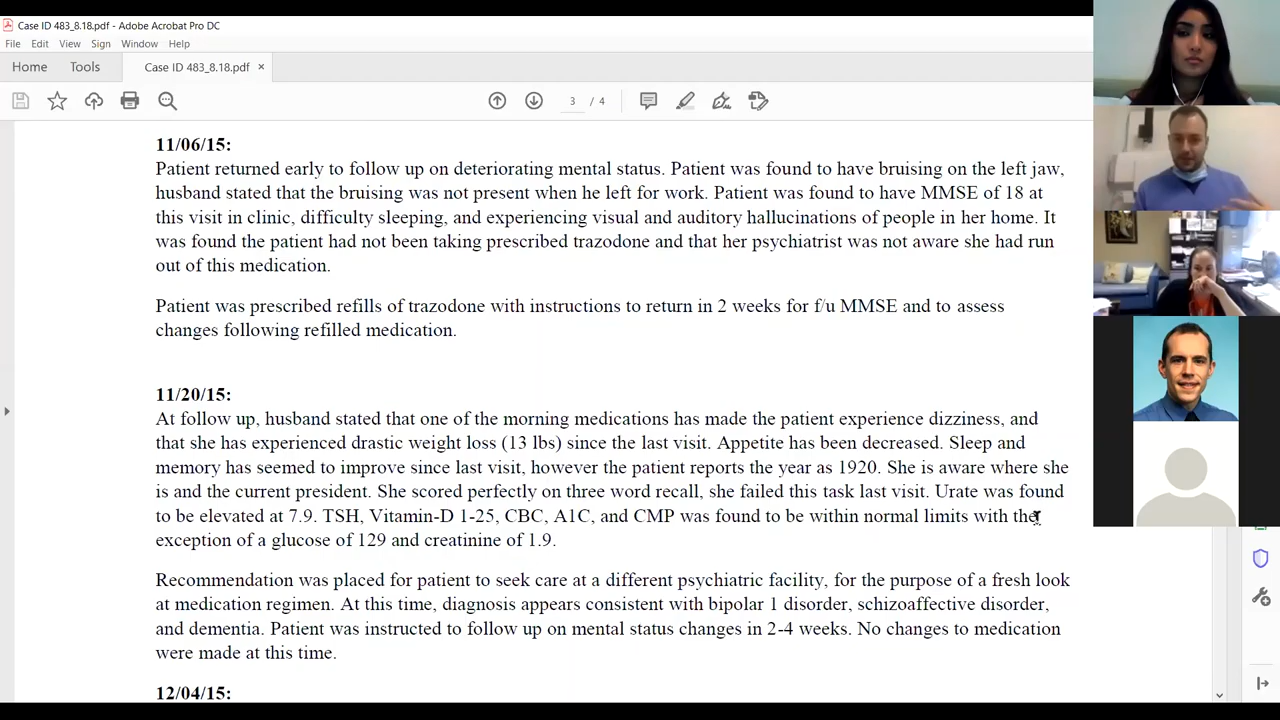 Case ID 483_8.18.pdf - Adobe Acrobat Pro DC
File Edit View Sign Window Help
Home Tools Case ID 483_8.18.pdf ×
3 / 4
11/06/15:
Patient returned early to follow up on deteriorating mental status. Patient was found to have bruising on the left jaw,
husband stated that the bruising was not present when he left for work. Patient was found to have MMSE of 18 at
this visit in clinic, difficulty sleeping, and experiencing visual and auditory hallucinations of people in her home. It
was found the patient had not been taking prescribed trazodone and that her psychiatrist was not aware she had run
out of this medication.
Patient was prescribed refills of trazodone with instructions to return in 2 weeks for f/u MMSE and to assess
changes following refilled medication.
11/20/15:
At follow up, husband stated that one of the morning medications has made the patient experience dizziness, and
that she has experienced drastic weight loss (13 lbs) since the last visit. Appetite has been decreased. Sleep and
memory has seemed to improve since last visit, however the patient reports the year as 1920. She is aware where she
is and the current president. She scored perfectly on three word recall, she failed this task last visit. Urate was found
to be elevated at 7.9. TSH, Vitamin-D 1-25, CBC, A1C, and CMP was found to be within normal limits with the
exception of a glucose of 129 and creatinine of 1.9.
Recommendation was placed for patient to seek care at a different psychiatric facility, for the purpose of a fresh look
at medication regimen. At this time, diagnosis appears consistent with bipolar 1 disorder, schizoaffective disorder,
and dementia. Patient was instructed to follow up on mental status changes in 2-4 weeks. No changes to medication
were made at this time.
12/04/15: